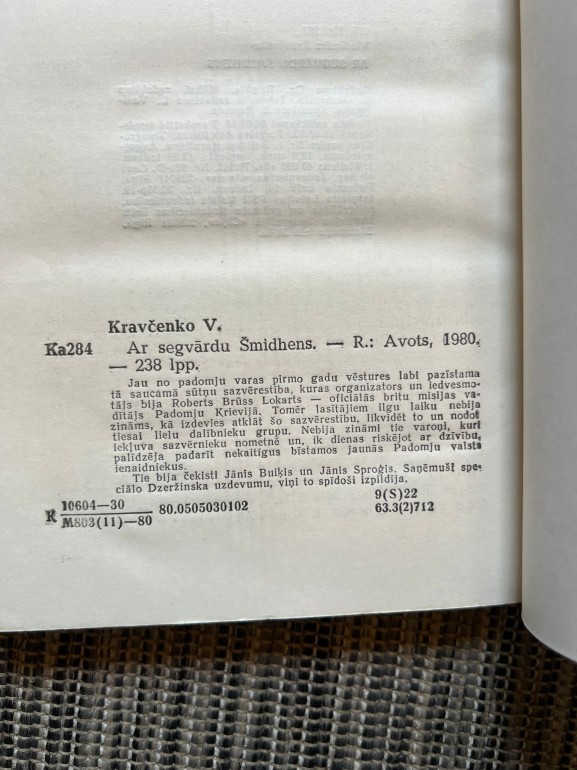 Kravčenko V.
Ka284 Ar segvārdu Šmidhens. — R.: Avots, 1980.
— 238 lpp.
Jau no padomju varas pirmo gadu vēstures labi pazīstama
tā saucamā sūtņu sazvērestība, kuras organizators un iedvesmo-
tājs bija Roberts Brūss Lokarts — oficiālās britu misijas va-
dītājs Padomju Krievijā. Tomēr lasītājiem ilgu laiku nebija
zināms, kā izdevies atklāt šo sazvērestību, likvidēt to un nodot
tiesai lielu dalībnieku grupu. Nebija zināmi tie varoņi, kuri
iekļuva sazvērnieku nometnē un, ik dienas riskējot ar dzīvību,
palīdzēja padarīt nekaitīgus bīstamos jaunās Padomju valsts
ienaidniekus.
Tie bija čekisti Jānis Buiķis un Jānis Sproģis. Saņēmuši spe-
ciālo Dzeržinska uzdevumu, viņi to spīdoši izpildīja.
K 10604—30 80.0505030102 9(S)22
M803(11)—80 63.3(2)712